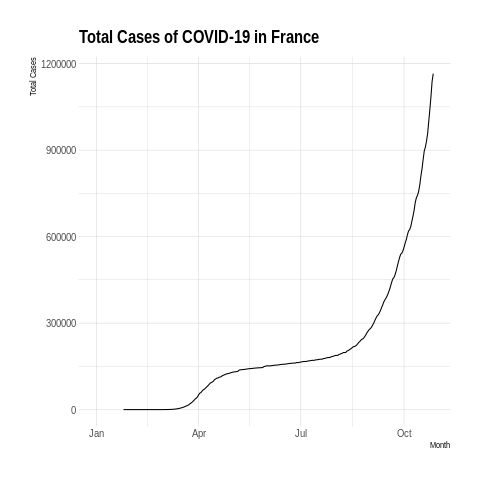 Total Cases of COVID-19 in France
Total Cases
1200000
900000
600000
300000
0
Jan Apr Jul Oct
Month